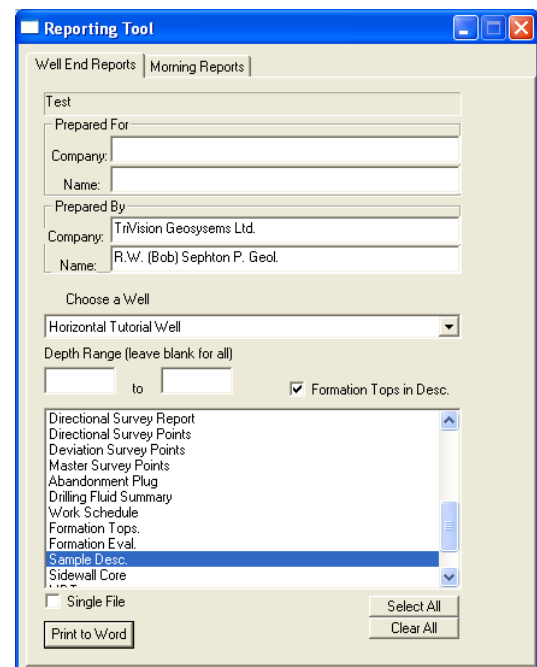 Reporting Tool
Well End Reports Morning Reports
Test
Prepared For
Company:
Name:
Prepared By
Company: TriVision Geosysems Ltd.
Name: R.W. (Bob) Sephton P. Geol.
Choose a Well
Horizontal Tutorial Well
Depth Range (leave blank for all)
to Formation Tops in Desc.
Directional Survey Report
Directional Survey Points
Deviation Survey Points
Master Survey Points
Abandonment Plug
Drilling Fluid Summary
Work Schedule
Formation Tops.
Formation Eval.
Sample Desc.
Sidewall Core
Single File Select All
Print to Word Clear All